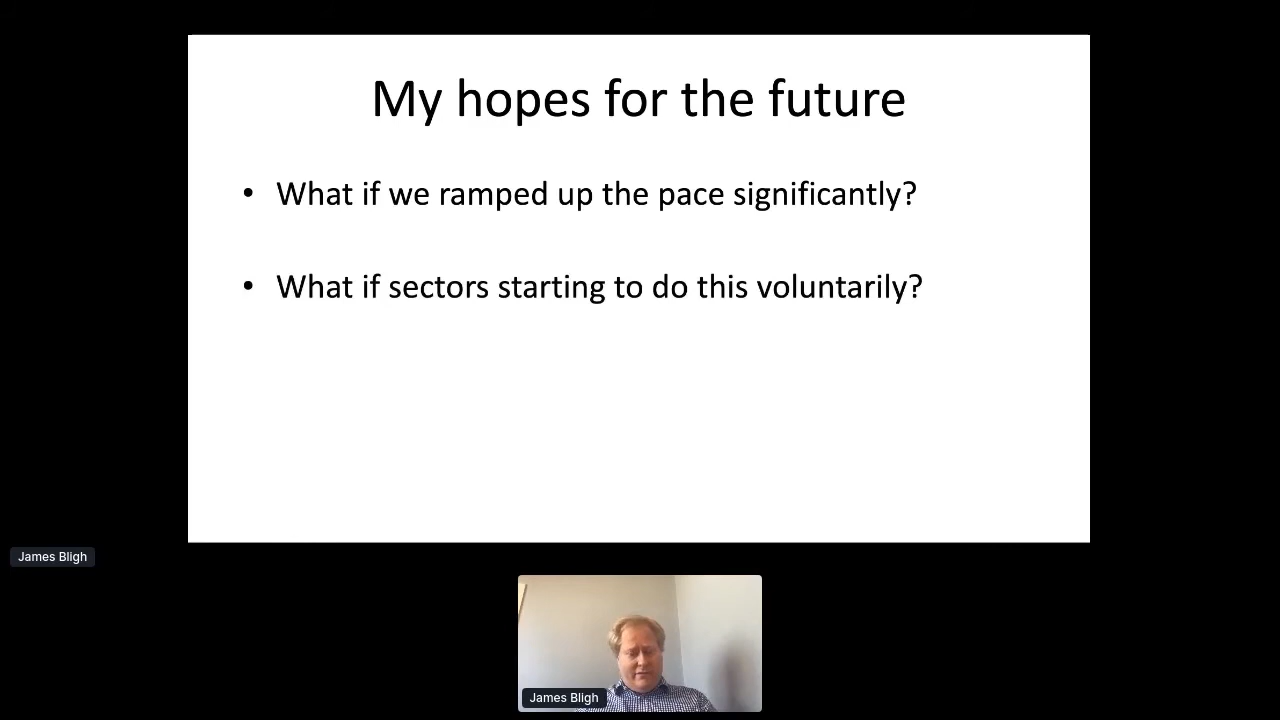 My hopes for the future
• What if we ramped up the pace significantly?
• What if sectors starting to do this voluntarily?
James Bligh
James Bligh